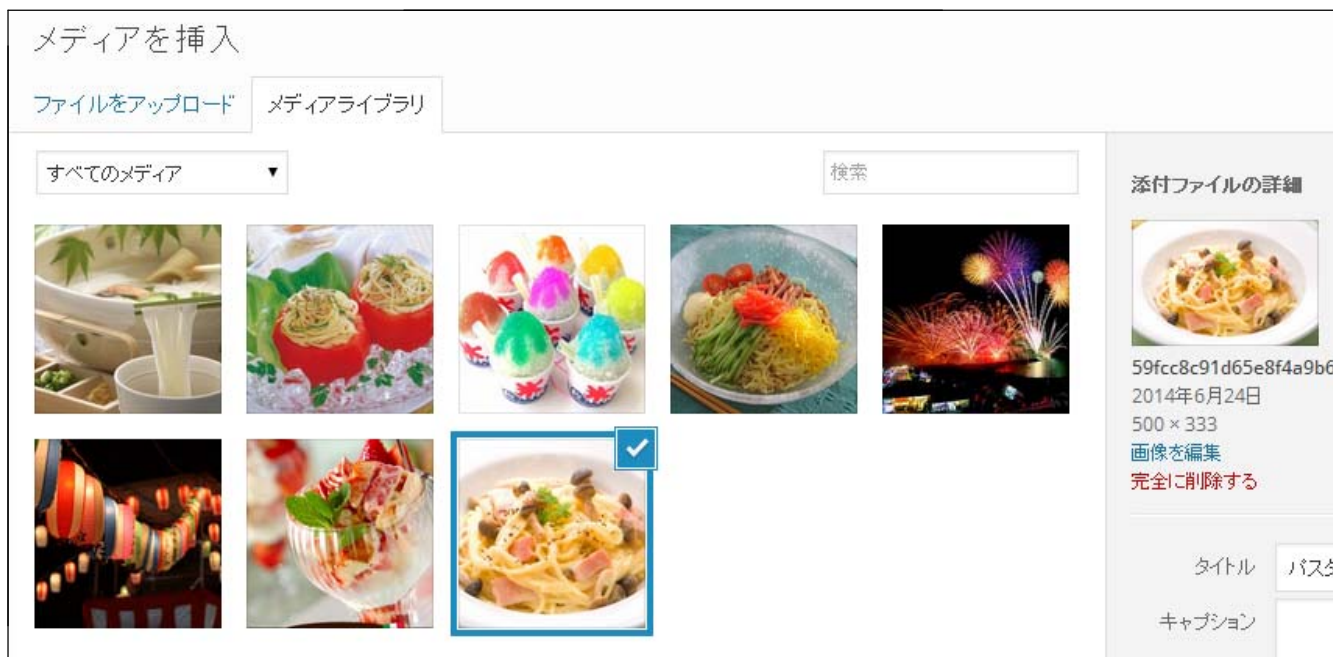 メディアを挿入
ファイルをアップロード
メディアライブラリ
すべてのメディア
検索
添付ファイルの詳細
59fcc8c91d65e8f4a9b6
2014年6月24日
500 × 333
画像を編集
完全に削除する
タイトル
パスタ
キャプション